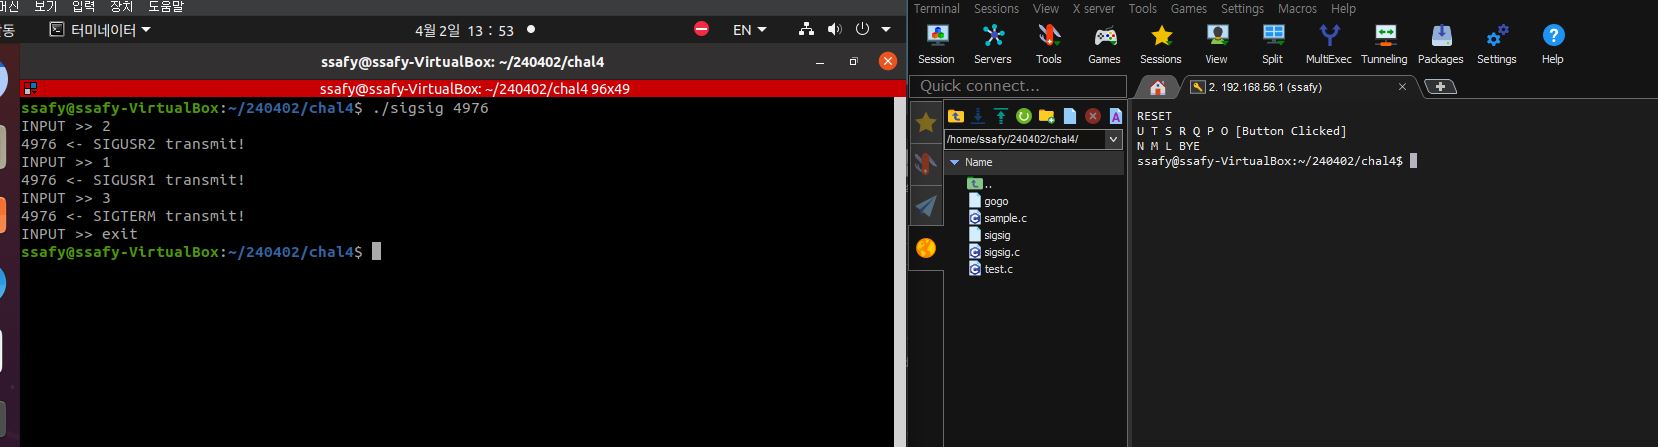 머신 보기 입력 장치 도움말
터미네이터
4월 2일 13 : 53
EN
ssafy@ssafy-VirtualBox: ~/240402/chal4
ssafy@ssafy-VirtualBox: ~/240402/chal4 96x49
ssafy@ssafy-VirtualBox:~/240402/chal4$ ./sigsig 4976
INPUT >> 2
4976 <- SIGUSR2 transmit!
INPUT >> 1
4976 <- SIGUSR1 transmit!
INPUT >> 3
4976 <- SIGTERM transmit!
INPUT >> exit
ssafy@ssafy-VirtualBox:~/240402/chal4$
Terminal Sessions View X server Tools Games Settings Macros Help
Session Servers Tools Games Sessions View Split MultiExec Tunneling Packages Settings Help
Quick connect...
2. 192.168.56.1 (ssafy)
/home/ssafy/240402/chal4/
Name
..
gogo
sample.c
sigsig
sigsig.c
test.c
RESET
U T S R Q P O [Button Clicked]
N M L BYE
ssafy@ssafy-VirtualBox:~/240402/chal4$